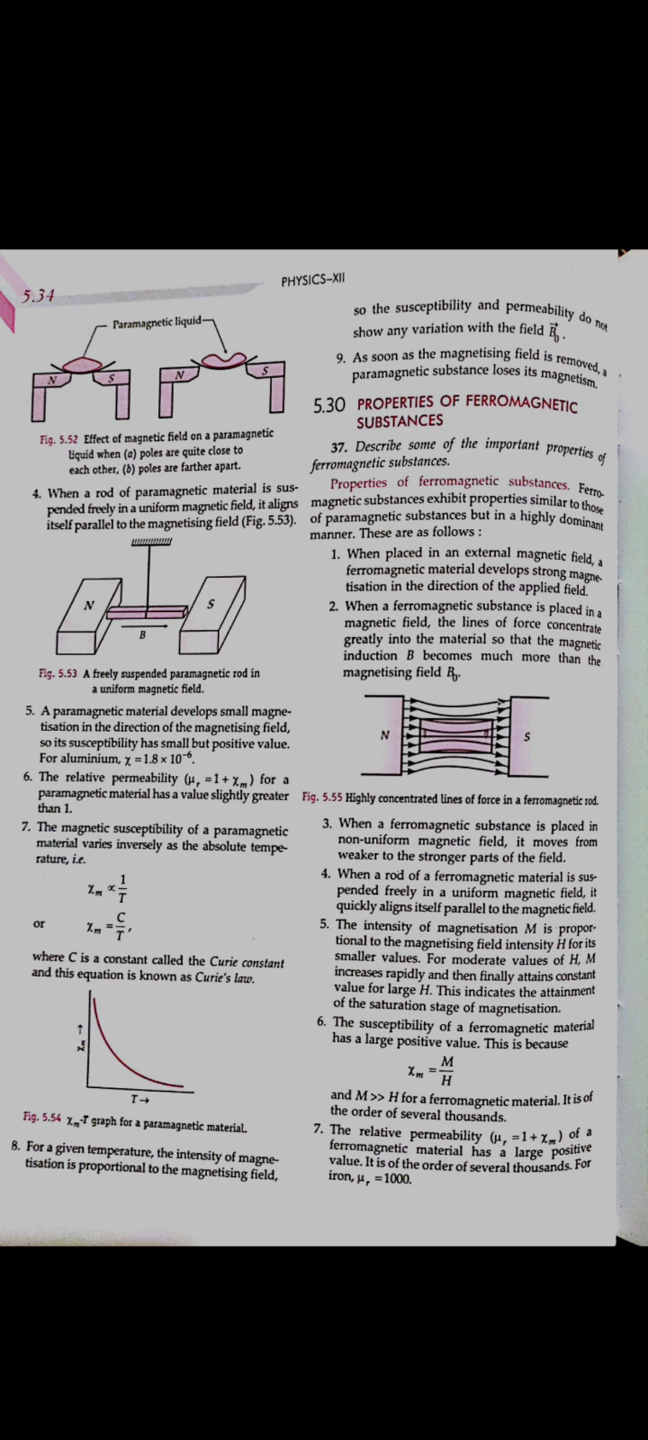 5.34
PHYSICS–XII
Paramagnetic liquid
N
S
N
S
Fig. 5.52 Effect of magnetic field on a paramagnetic
liquid when (a) poles are quite close to
each other, (b) poles are farther apart.
4. When a rod of paramagnetic material is sus-
pended freely in a uniform magnetic field, it aligns
itself parallel to the magnetising field (Fig. 5.53).
N
S
B
Fig. 5.53 A freely suspended paramagnetic rod in
a uniform magnetic field.
5. A paramagnetic material develops small magne-
tisation in the direction of the magnetising field,
so its susceptibility has small but positive value.
For aluminium, χ = 1.8 × 10⁻⁶.
6. The relative permeability (μᵣ = 1 + χₘ) for a
paramagnetic material has a value slightly greater
than 1.
7. The magnetic susceptibility of a paramagnetic
material varies inversely as the absolute tempe-
rature, i.e.
χₘ ∝ 1/T
or χₘ = C/T,
where C is a constant called the Curie constant
and this equation is known as Curie's law.
χₘ →
T →
Fig. 5.54 χₘ-T graph for a paramagnetic material.
8. For a given temperature, the intensity of magne-
tisation is proportional to the magnetising field,
so the susceptibility and permeability do not
show any variation with the field B⃗₀.
9. As soon as the magnetising field is removed, a
paramagnetic substance loses its magnetism.
5.30 PROPERTIES OF FERROMAGNETIC
SUBSTANCES
37. Describe some of the important properties of
ferromagnetic substances.
Properties of ferromagnetic substances. Ferro-
magnetic substances exhibit properties similar to those
of paramagnetic substances but in a highly dominant
manner. These are as follows :
1. When placed in an external magnetic field, a
ferromagnetic material develops strong magne-
tisation in the direction of the applied field.
2. When a ferromagnetic substance is placed in a
magnetic field, the lines of force concentrate
greatly into the material so that the magnetic
induction B becomes much more than the
magnetising field B₀.
N
S
Fig. 5.55 Highly concentrated lines of force in a ferromagnetic rod.
3. When a ferromagnetic substance is placed in
non-uniform magnetic field, it moves from
weaker to the stronger parts of the field.
4. When a rod of a ferromagnetic material is sus-
pended freely in a uniform magnetic field, it
quickly aligns itself parallel to the magnetic field.
5. The intensity of magnetisation M is propor-
tional to the magnetising field intensity H for its
smaller values. For moderate values of H, M
increases rapidly and then finally attains constant
value for large H. This indicates the attainment
of the saturation stage of magnetisation.
6. The susceptibility of a ferromagnetic material
has a large positive value. This is because
χₘ = M/H
and M >> H for a ferromagnetic material. It is of
the order of several thousands.
7. The relative permeability (μᵣ = 1 + χₘ) of a
ferromagnetic material has a large positive
value. It is of the order of several thousands. For
iron, μᵣ = 1000.